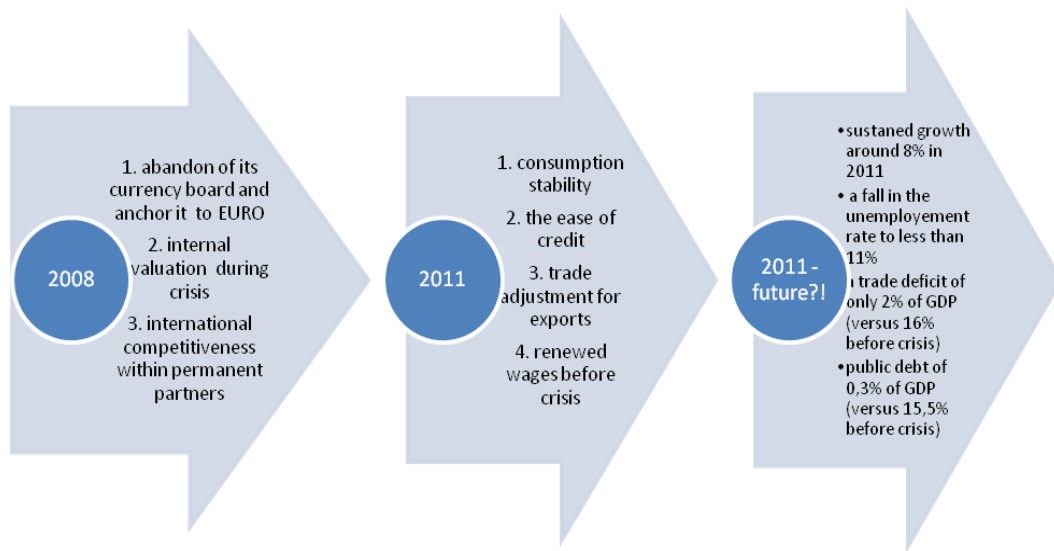 2008
1. abandon of its
currency board and
anchor it to EURO
2. internal
valuation during
crisis
3. international
competitiveness
within permanent
partners
2011
1. consumption
stability
2. the ease of
credit
3. trade
adjustment for
exports
4. renewed
wages before
crisis
2011 -
future?!
•sustaned growth
around 8% in
2011
• a fall in the
unemployement
rate to less than
11%
a trade deficit of
only 2% of GDP
(versus 16%
before crisis)
•public debt of
0,3% of GDP
(versus 15,5%
before crisis)